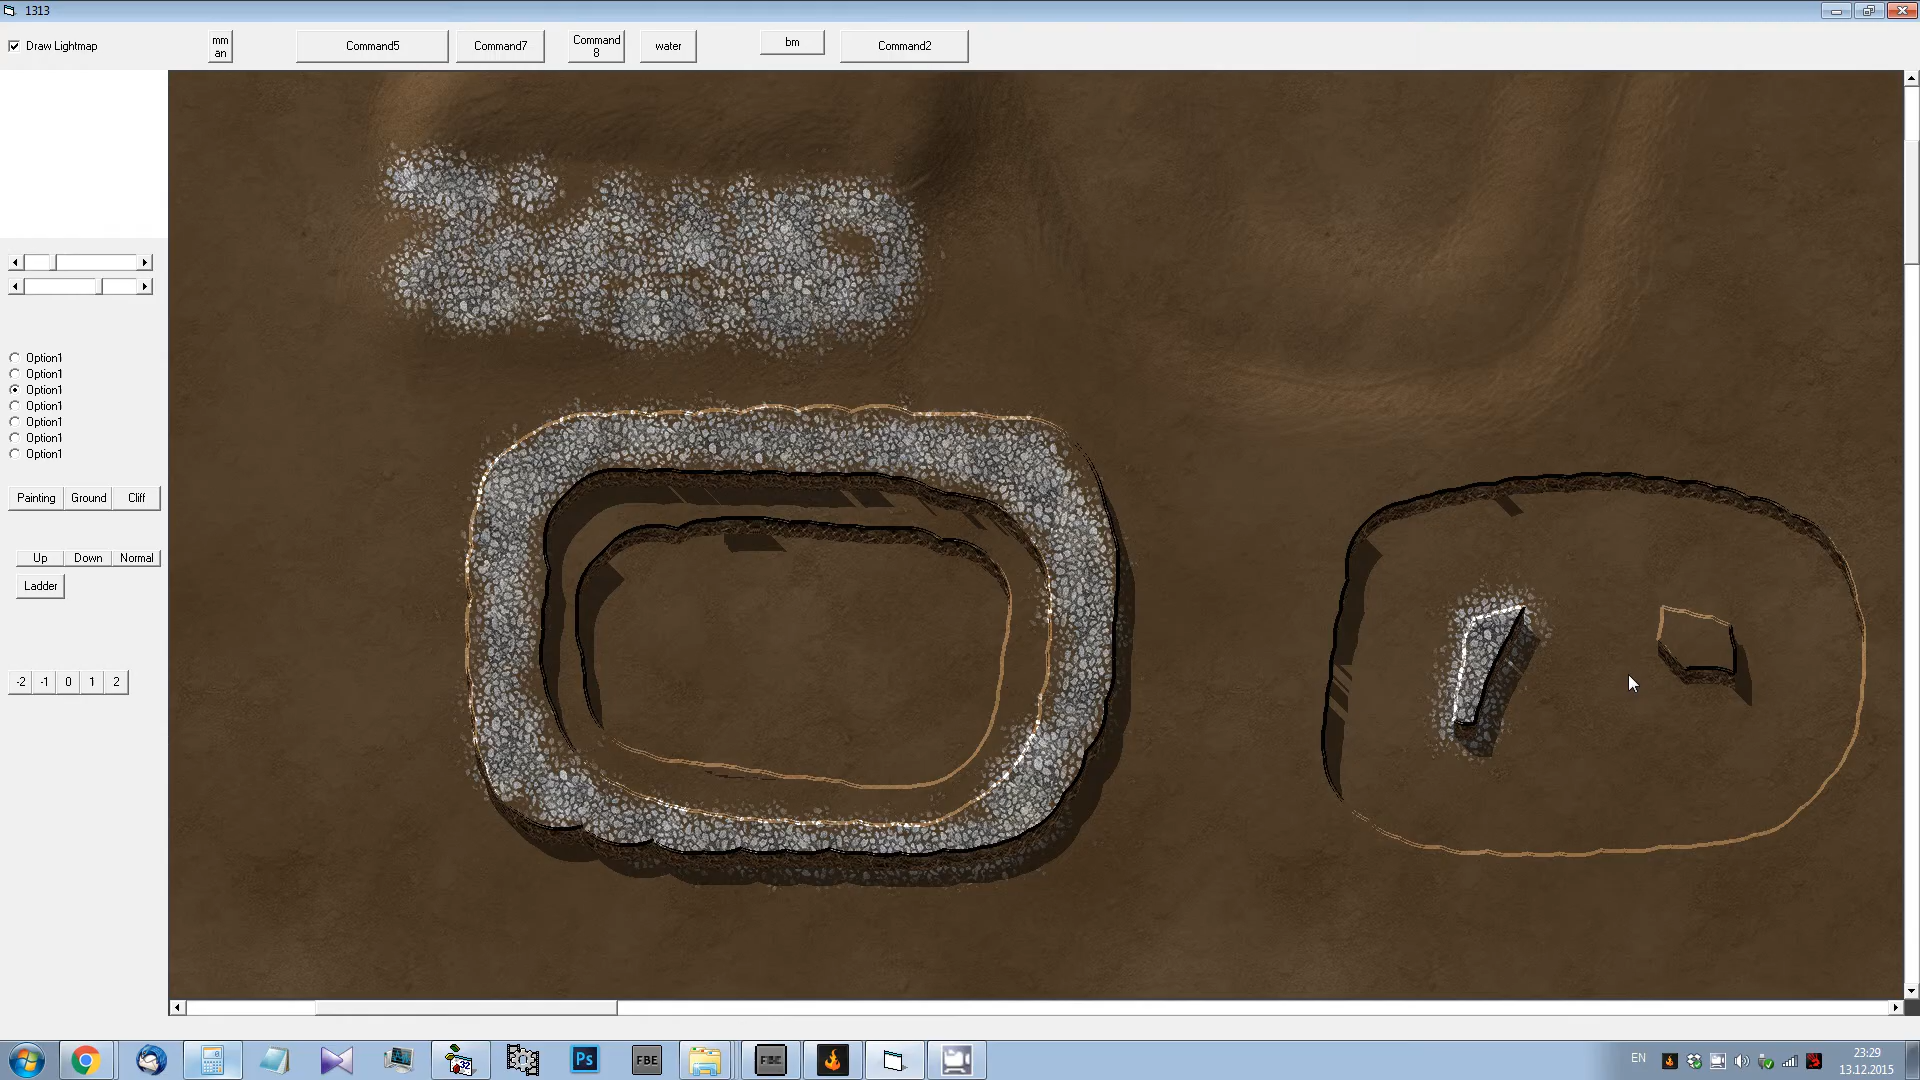 1313
Draw Lightmap
mm
an
Command5
Command7
Command
8
water
bm
Command2
Option1
Option1
Option1
Option1
Option1
Option1
Option1
Painting Ground Cliff
Up Down Normal
Ladder
-2 -1 0 1 2
32
Ps
FBE
FBE
EN
23:29
13.12.2015